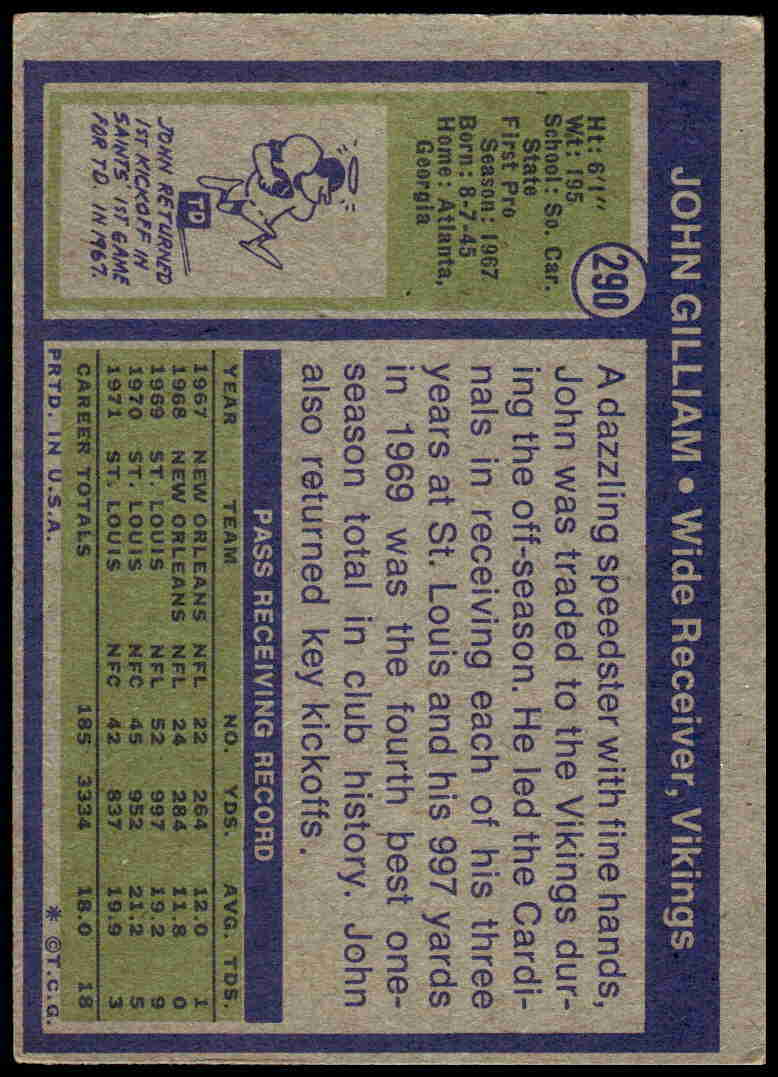 JOHN GILLIAM • Wide Receiver, Vikings
290
Ht: 6'1"
Wt: 195
School: So. Car.
State
First Pro
Season: 1967
Born: 8-7-45
Home: Atlanta,
Georgia
TD
JOHN RETURNED
1ST KICKOFF IN
SAINTS' 1ST GAME
FOR TD. IN 1967.
A dazzling speedster with fine hands,
John was traded to the Vikings dur-
ing the off-season. He led the Cardi-
nals in receiving each of his three
years at St. Louis and his 997 yards
in 1969 was the fourth best one-
season total in club history. John
also returned key kickoffs.
PASS RECEIVING RECORD
YEAR TEAM NO. YDS. AVG. TDS.
1967 NEW ORLEANS NFL 22 264 12.0 1
1968 NEW ORLEANS NFL 24 284 11.8 0
1969 ST. LOUIS NFL 52 997 19.2 9
1970 ST. LOUIS NFC 45 952 21.2 5
1971 ST. LOUIS NFC 42 837 19.9 3
CAREER TOTALS 185 3334 18.0 18
PRTD. IN U.S.A. * ©T.C.G.